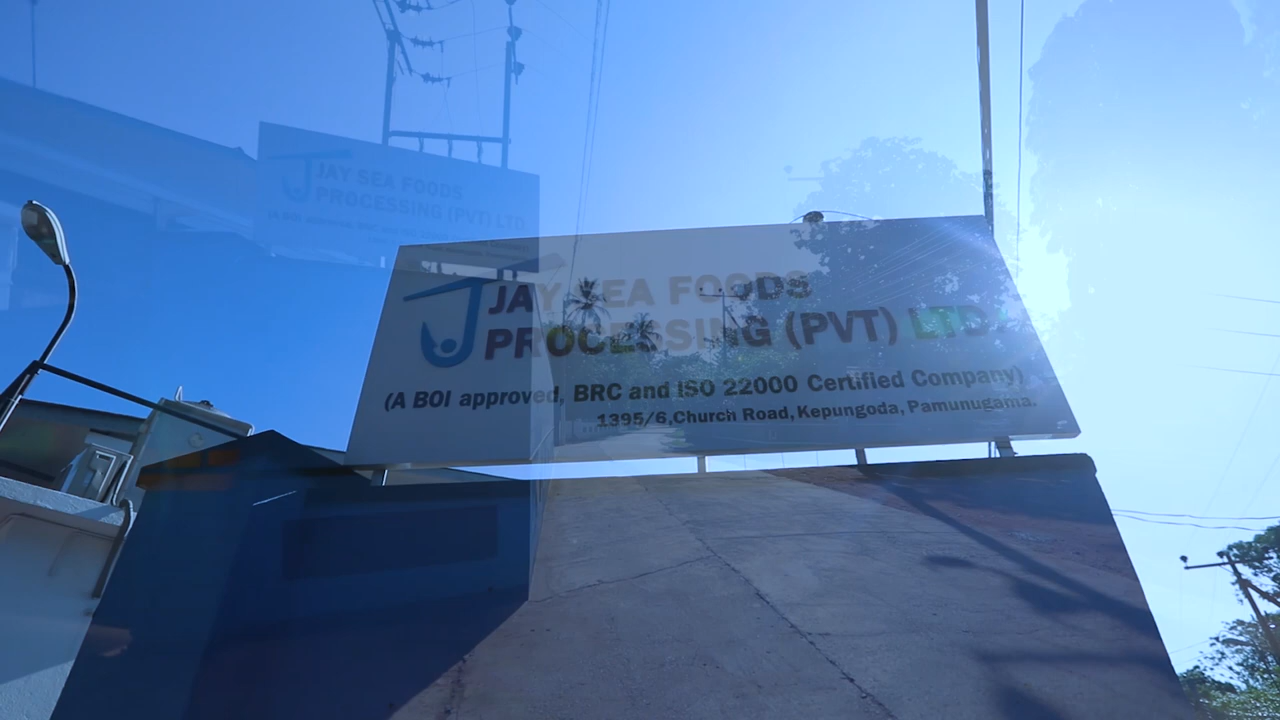 JAY SEA FOODS
PROCESSING (PVT) LTD
JAY SEA FOODS
PROCESSING (PVT) LTD.
(A BOI approved, BRC and ISO 22000 Certified Company)
1395/6,Church Road, Kepungoda, Pamunugama.